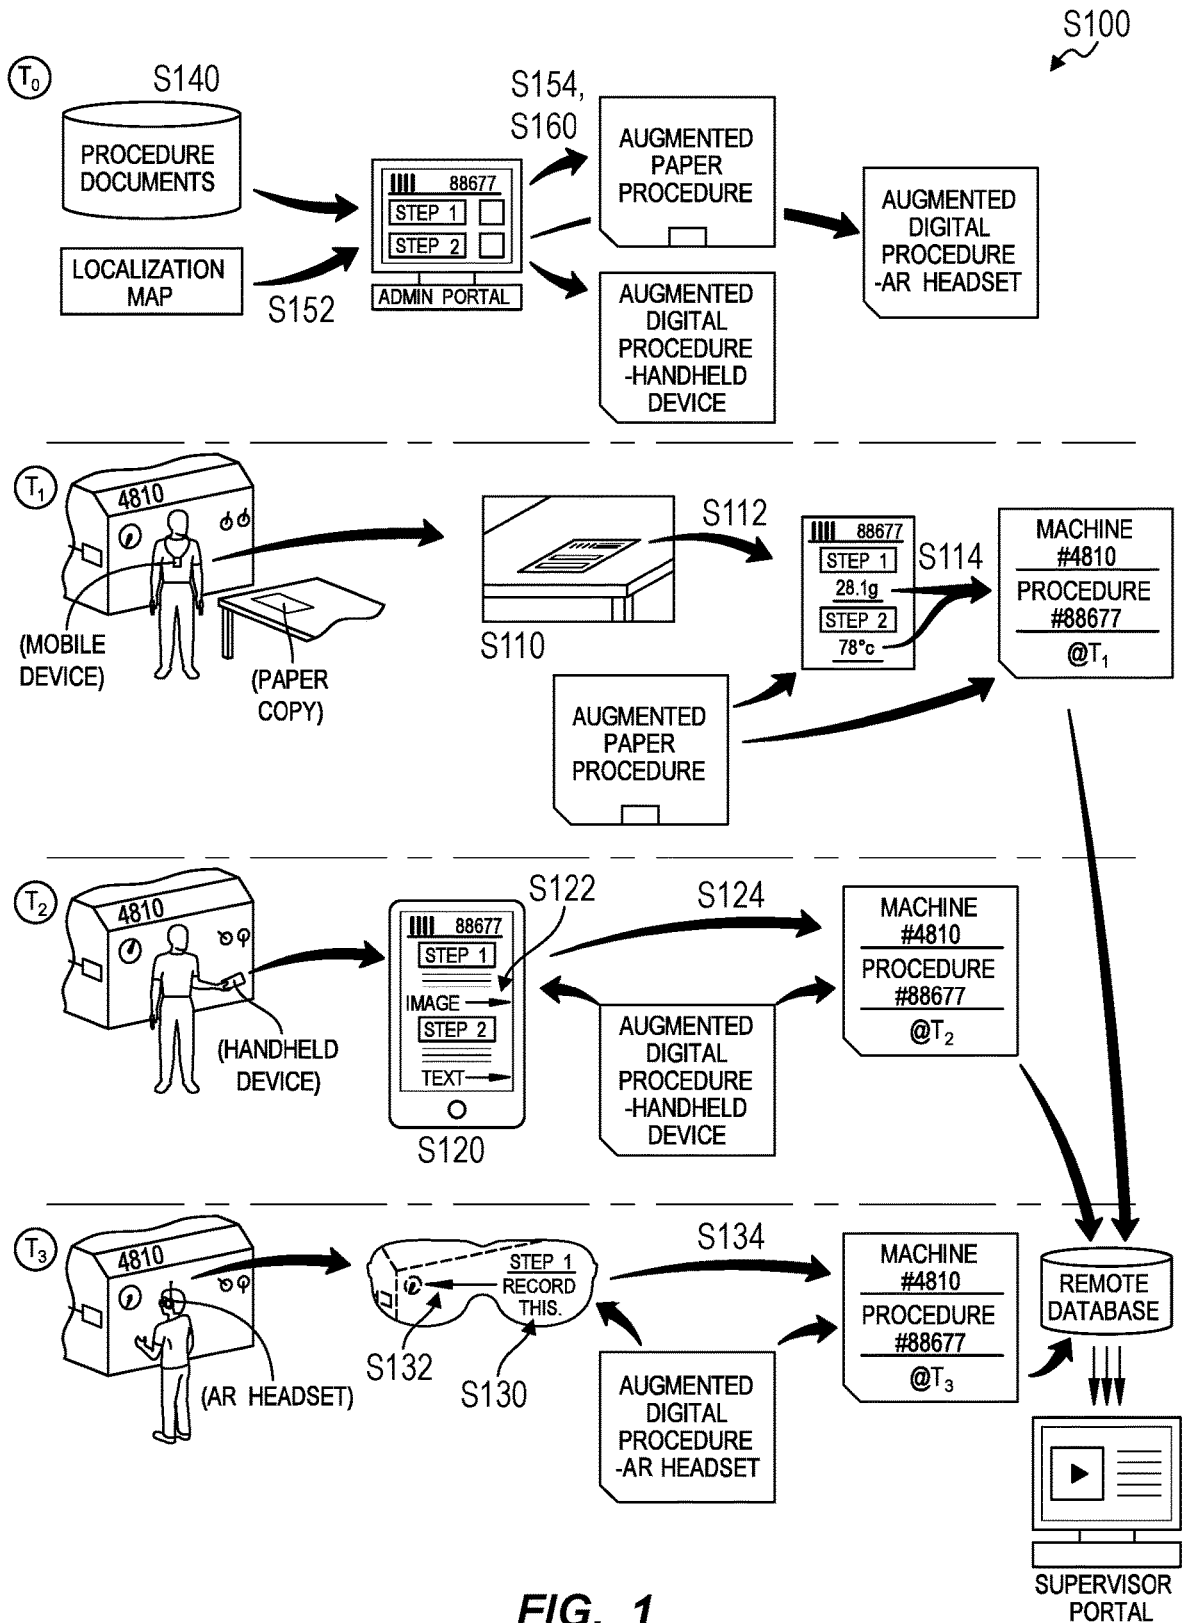 S100
T0
S140
PROCEDURE
DOCUMENTS
LOCALIZATION
MAP
S152
88677
STEP 1
STEP 2
ADMIN PORTAL
S154,
S160
AUGMENTED
PAPER
PROCEDURE
AUGMENTED
DIGITAL
PROCEDURE
-HANDHELD
DEVICE
AUGMENTED
DIGITAL
PROCEDURE
-AR HEADSET
T1
4810
(MOBILE
DEVICE)
(PAPER
COPY)
S110
S112
88677
STEP 1
28.1g
STEP 2
78°c
S114
MACHINE
#4810
PROCEDURE
#88677
@T1
AUGMENTED
PAPER
PROCEDURE
T2
4810
(HANDHELD
DEVICE)
88677
STEP 1
IMAGE
STEP 2
TEXT
S120
S122
S124
AUGMENTED
DIGITAL
PROCEDURE
-HANDHELD
DEVICE
MACHINE
#4810
PROCEDURE
#88677
@T2
T3
4810
(AR HEADSET)
STEP 1
RECORD
THIS.
S132
S130
S134
AUGMENTED
DIGITAL
PROCEDURE
-AR HEADSET
MACHINE
#4810
PROCEDURE
#88677
@T3
REMOTE
DATABASE
SUPERVISOR
PORTAL
FIG. 1